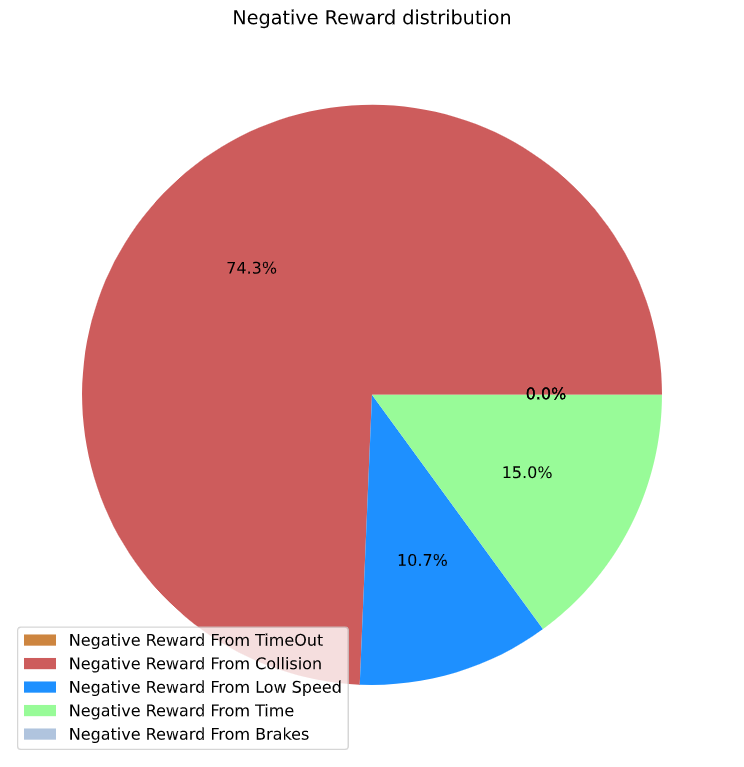 Negative Reward distribution
74.3%
0.0%
15.0%
10.7%
Negative Reward From TimeOut
Negative Reward From Collision
Negative Reward From Low Speed
Negative Reward From Time
Negative Reward From Brakes